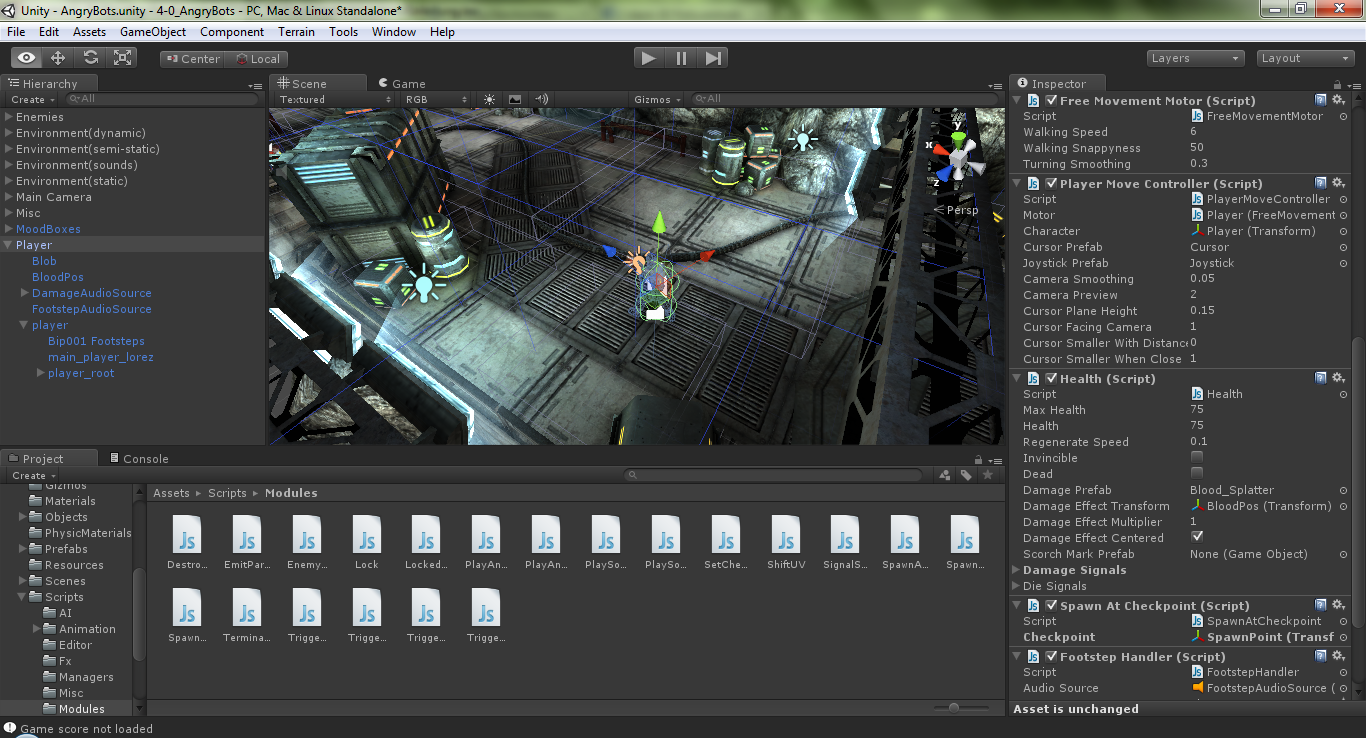 Unity - AngryBots.unity - 4-0_AngryBots - PC, Mac & Linux Standalone*
File Edit Assets GameObject Component Terrain Tools Window Help
Center Local
Layers Layout
Hierarchy
Create All
Enemies
Environment(dynamic)
Environment(semi-static)
Environment(sounds)
Environment(static)
Main Camera
Misc
MoodBoxes
Player
Blob
BloodPos
DamageAudioSource
FootstepAudioSource
player
Bip001 Footsteps
main_player_lorez
player_root
Scene Game
Textured RGB Gizmos All
y
x
z
Persp
Inspector
Free Movement Motor (Script)
Script FreeMovementMotor
Walking Speed 6
Walking Snappyness 50
Turning Smoothing 0.3
Player Move Controller (Script)
Script PlayerMoveController
Motor Player (FreeMovement
Character Player (Transform)
Cursor Prefab Cursor
Joystick Prefab Joystick
Camera Smoothing 0.05
Camera Preview 2
Cursor Plane Height 0.15
Cursor Facing Camera 1
Cursor Smaller With Distance 0
Cursor Smaller When Close 1
Health (Script)
Script Health
Max Health 75
Health 75
Regenerate Speed 0.1
Invincible
Dead
Damage Prefab Blood_Splatter
Damage Effect Transform BloodPos (Transform)
Damage Effect Multiplier 1
Damage Effect Centered
Scorch Mark Prefab None (Game Object)
Damage Signals
Die Signals
Spawn At Checkpoint (Script)
Script SpawnAtCheckpoint
Checkpoint SpawnPoint (Transf
Footstep Handler (Script)
Script FootstepHandler
Audio Source FootstepAudioSource (
Asset is unchanged
Project Console
Create
Gizmos
Materials
Objects
PhysicMaterials
Prefabs
Resources
Scenes
Scripts
AI
Animation
Editor
Fx
Managers
Misc
Modules
Assets Scripts Modules
Destro... EmitPar... Enemy... Lock Locked... PlayAn... PlayAn... PlaySo... PlaySo... SetChe... ShiftUV SignalS... SpawnA... Spawn...
Spawn... Termina... Trigge... Trigge... Trigge... Trigge...
Game score not loaded